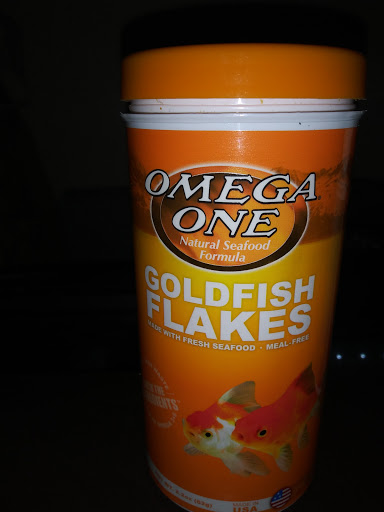 OMEGA
ONE
Natural Seafood
Formula
GOLDFISH
FLAKES
MADE WITH FRESH SEAFOOD • MEAL-FREE
USA